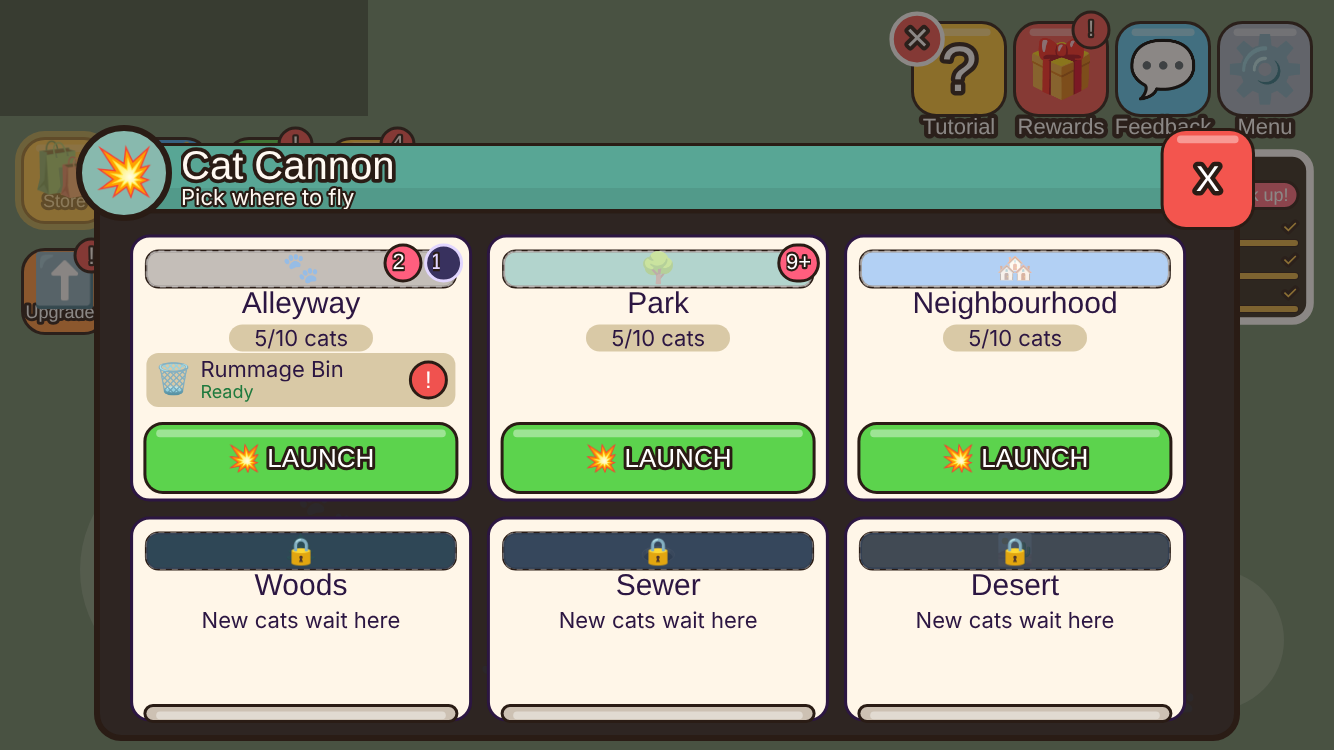 ?
!
Tutorial
Rewards
Feedback
Menu
Cat Cannon
Pick where to fly
X
Store
!
4
k up!
!
Upgrade
2
1
Alleyway
5/10 cats
Rummage Bin
Ready
!
LAUNCH
9+
Park
5/10 cats
LAUNCH
Neighbourhood
5/10 cats
LAUNCH
Woods
New cats wait here
Sewer
New cats wait here
Desert
New cats wait here